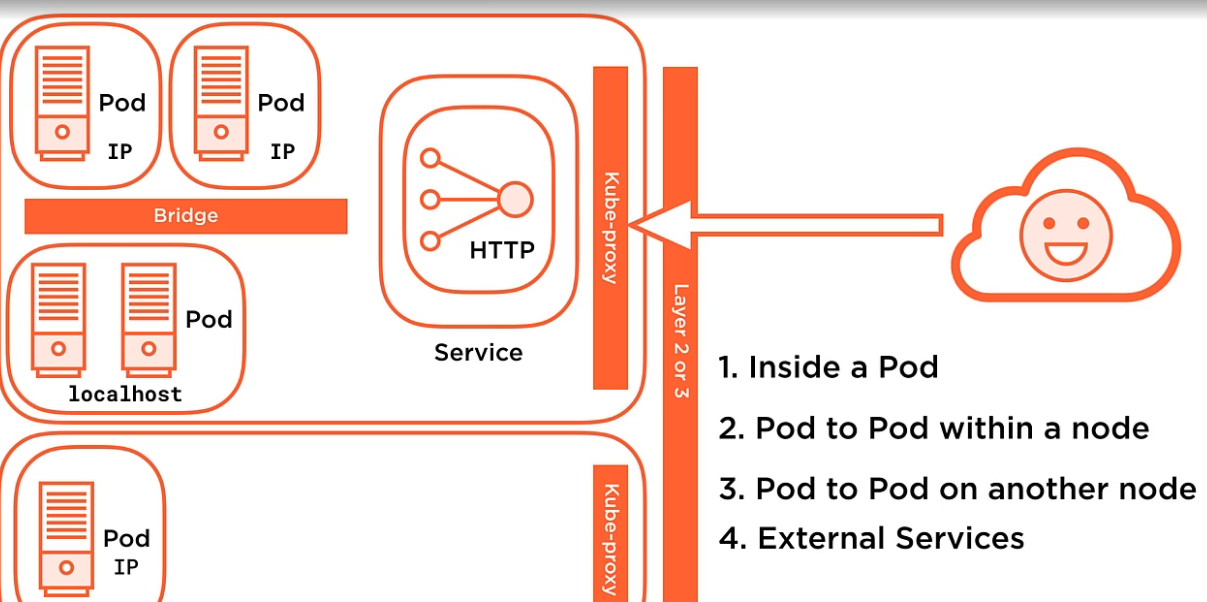 Pod
IP
Pod
IP
Bridge
Pod
localhost
HTTP
Service
Kube-proxy
Layer 2 or 3
1. Inside a Pod
2. Pod to Pod within a node
3. Pod to Pod on another node
4. External Services
Pod
IP
Kube-proxy